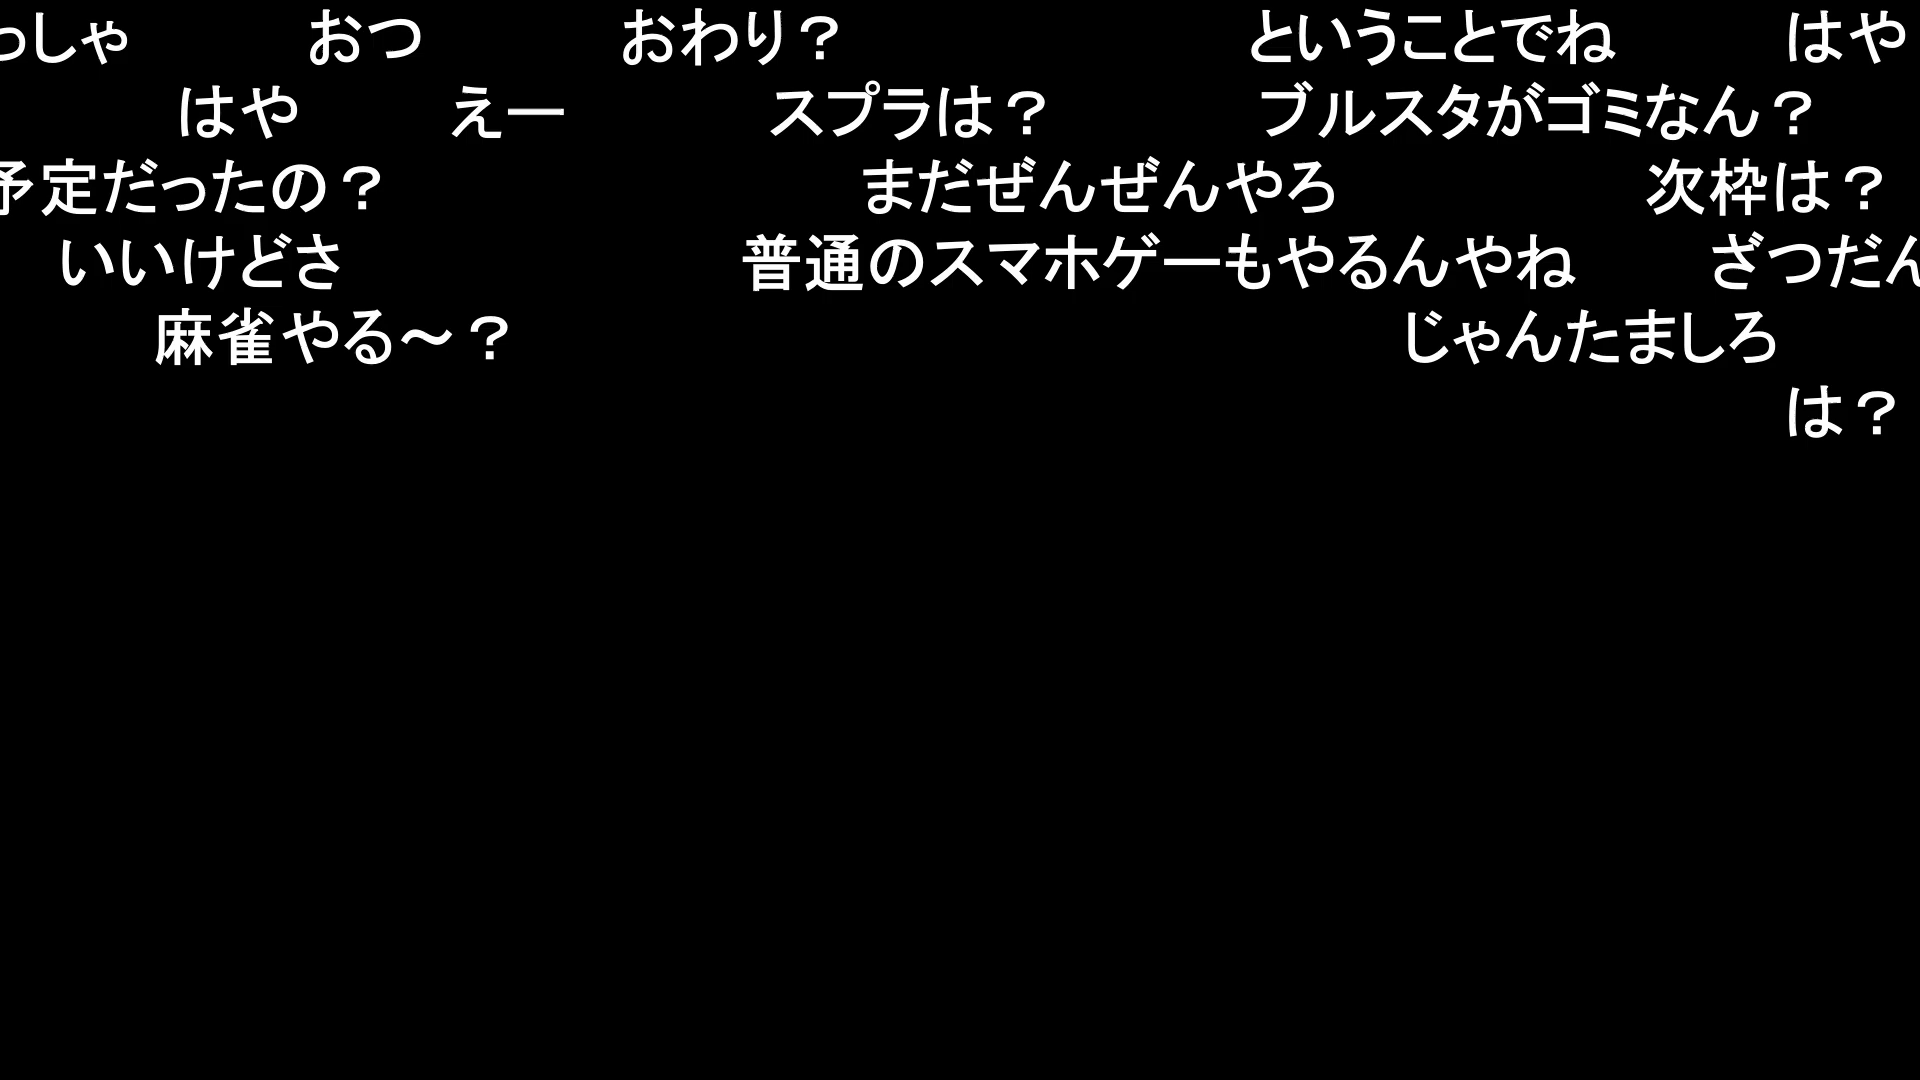 っしゃ おつ おわり？ ということでね はや
はや えー スプラは？ ブルスタがゴミなん？
予定だったの？ まだぜんぜんやろ 次枠は？
いいけどさ 普通のスマホゲーもやるんやね ざつだん
麻雀やる～？ じゃんたましろ
は？